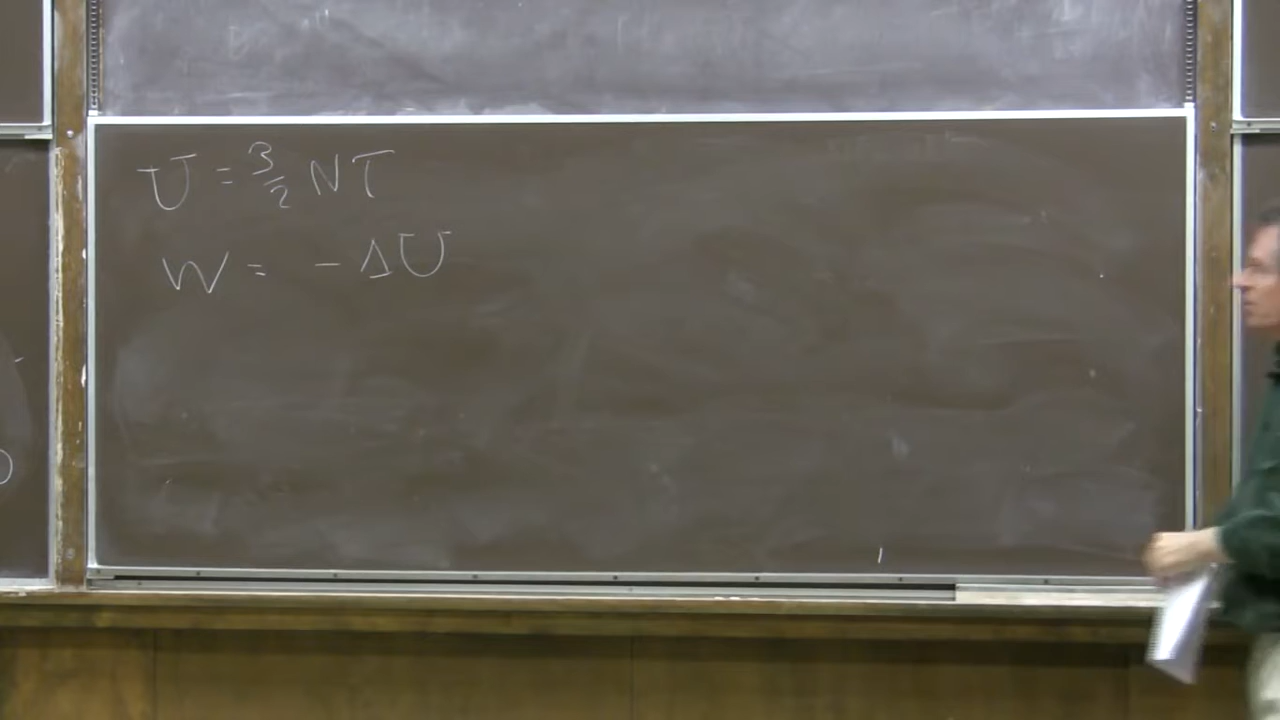 U = 3/2 NT
W = - ΔU